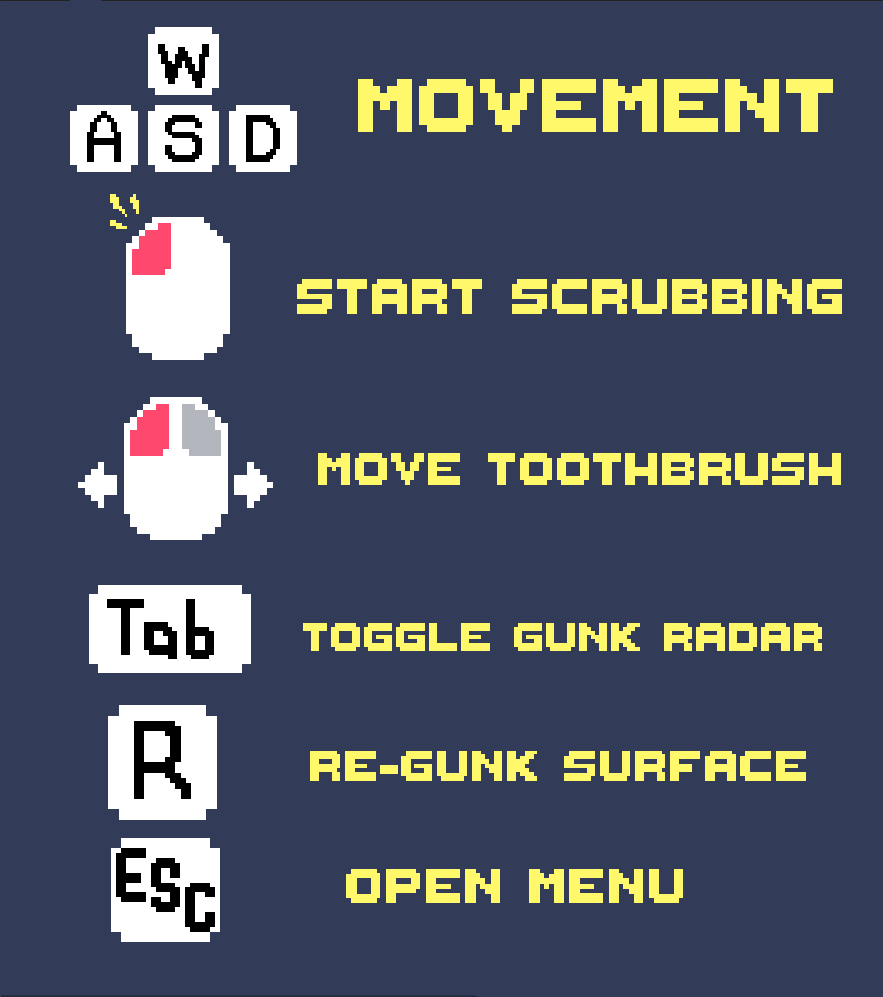 W
A S D
MOVEMENT
START SCRUBBING
MOVE TOOTHBRUSH
Tab
TOGGLE GUNK RADAR
R
RE-GUNK SURFACE
ESC
OPEN MENU